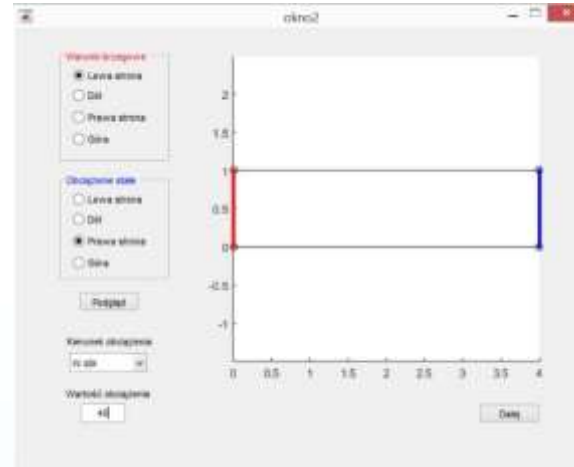 okno2
Warunki brzegowe
Lewa strona
Dół
Prawa strona
Góra
Obciążenie stałe
Lewa strona
Dół
Prawa strona
Góra
Podgląd
Kierunek obciążenia
Wartość obciążenia
2
1.5
1
0.5
0
-0.5
-1
0 0.5 1 1.5 2 2.5 3 3.5 4
Dalej